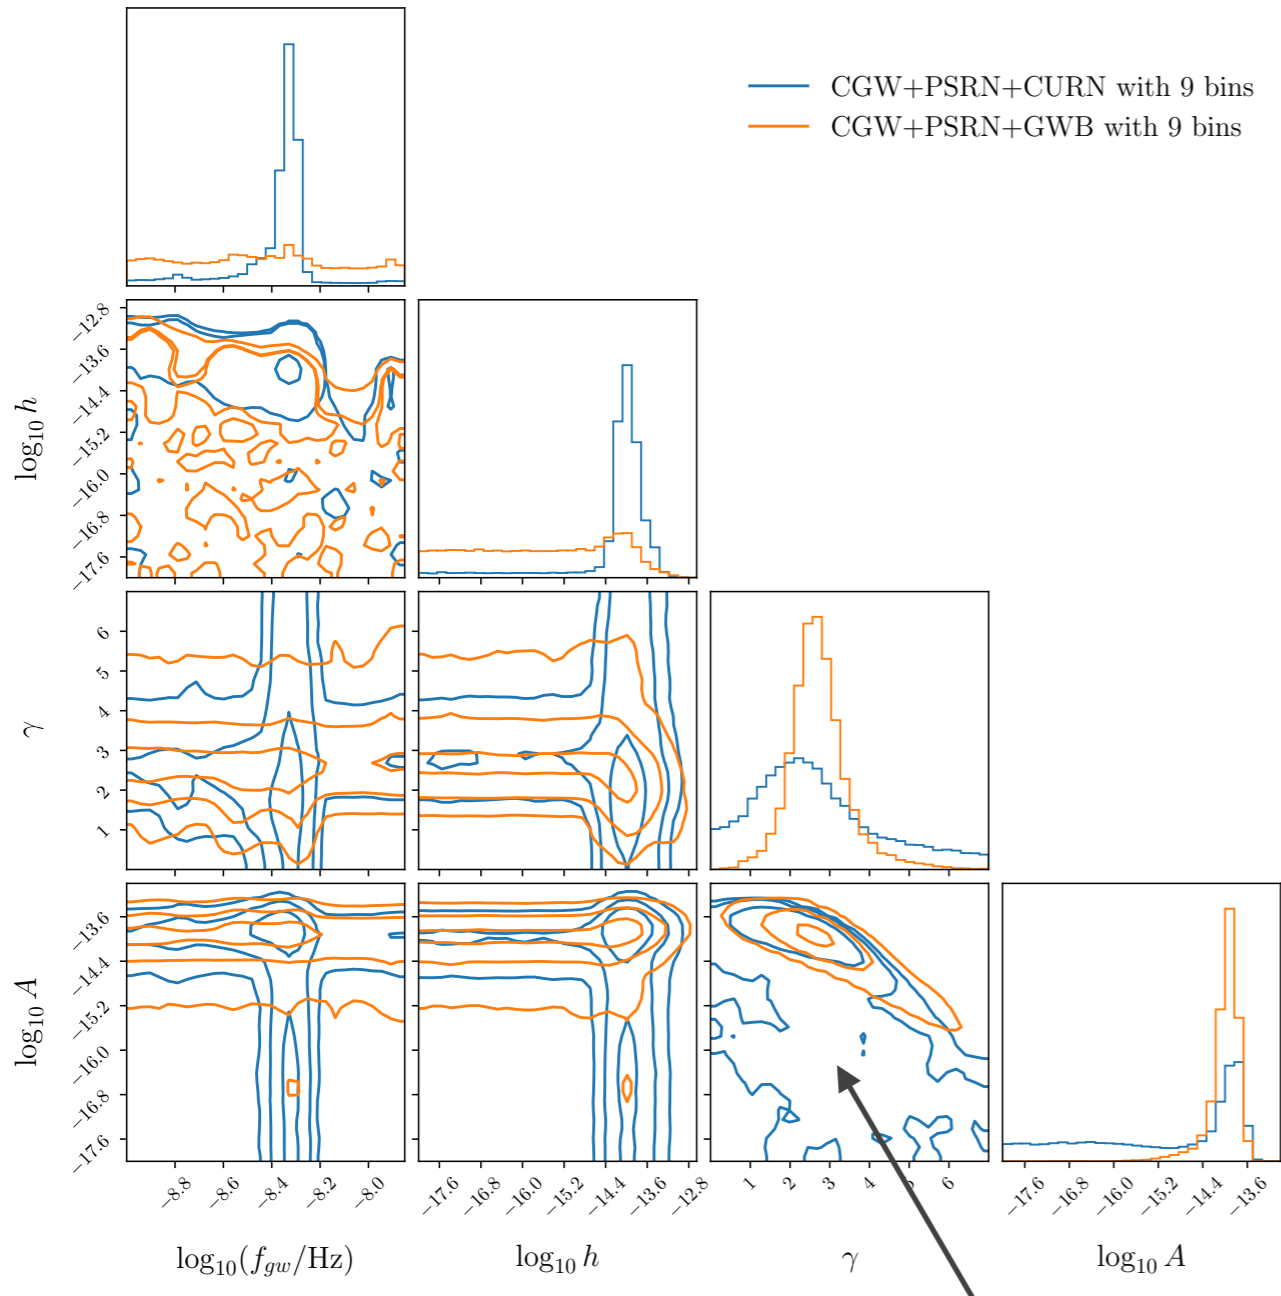 CGW+PSRN+CURN with 9 bins
CGW+PSRN+GWB with 9 bins
log₁₀ h
−12.8
−13.6
−14.4
−15.2
−16.0
−16.8
−17.6
γ
6
5
4
3
2
1
log₁₀ A
−13.6
−14.4
−15.2
−16.0
−16.8
−17.6
−8.8 −8.6 −8.4 −8.2 −8.0
−17.6 −16.8 −16.0 −15.2 −14.4 −13.6 −12.8
1 2 3 4 5 6
−17.6 −16.8 −16.0 −15.2 −14.4 −13.6
log₁₀(f_gw/Hz) log₁₀ h γ log₁₀ A